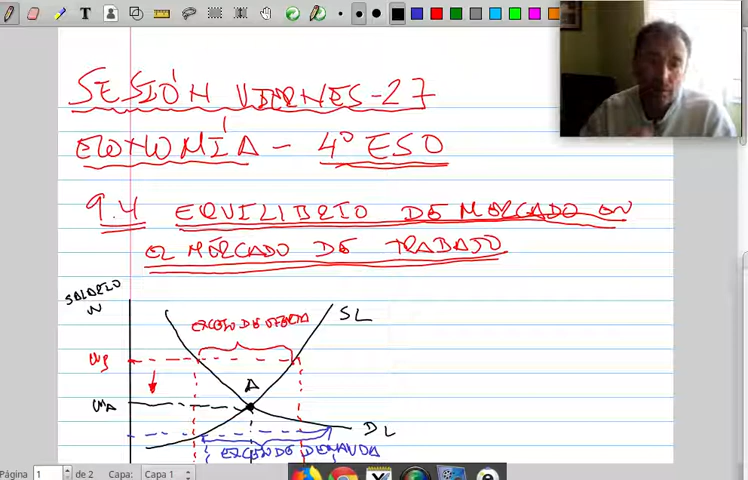 SESIÓN VIERNES-27
ECONOMÍA - 4º ESO
9.4 EQUILIBRIO DE MERCADO EN
EL MERCADO DE TRABAJO
SALARIO
W
SL
EXCESO DE OFERTA
A
DL
EXCESO DE DEMANDA
Página 1 de 2 Capa: Capa 1